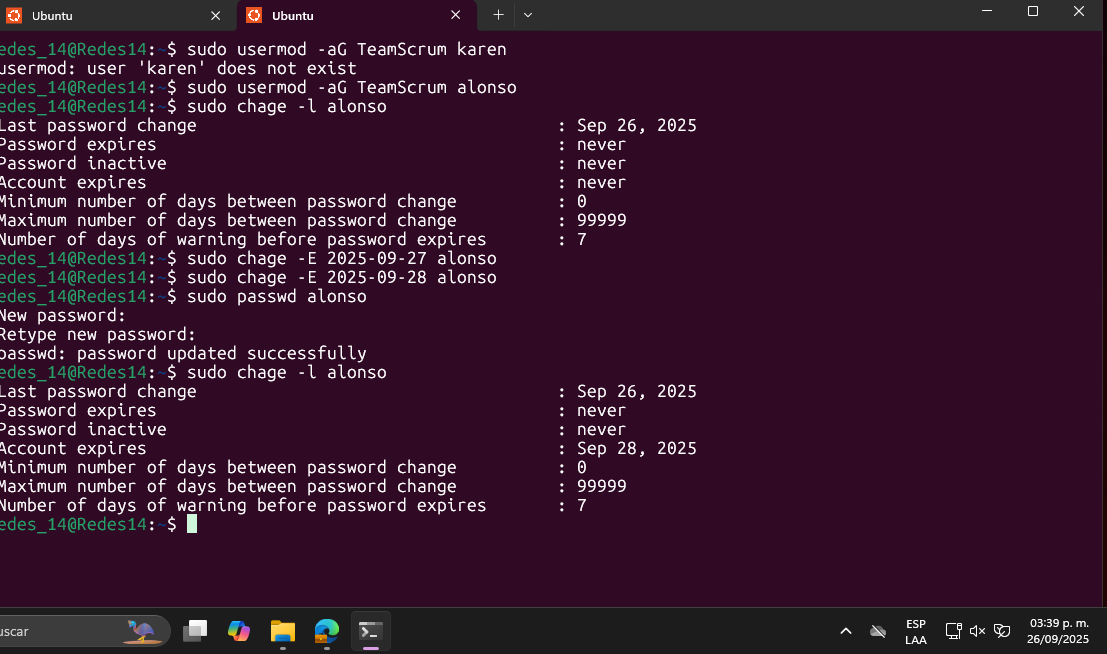 Ubuntu
Ubuntu
edes_14@Redes14:~$ sudo usermod -aG TeamScrum karen
usermod: user 'karen' does not exist
edes_14@Redes14:~$ sudo usermod -aG TeamScrum alonso
edes_14@Redes14:~$ sudo chage -l alonso
Last password change : Sep 26, 2025
Password expires : never
Password inactive : never
Account expires : never
Minimum number of days between password change : 0
Maximum number of days between password change : 99999
Number of days of warning before password expires : 7
edes_14@Redes14:~$ sudo chage -E 2025-09-27 alonso
edes_14@Redes14:~$ sudo chage -E 2025-09-28 alonso
edes_14@Redes14:~$ sudo passwd alonso
New password:
Retype new password:
passwd: password updated successfully
edes_14@Redes14:~$ sudo chage -l alonso
Last password change : Sep 26, 2025
Password expires : never
Password inactive : never
Account expires : Sep 28, 2025
Minimum number of days between password change : 0
Maximum number of days between password change : 99999
Number of days of warning before password expires : 7
edes_14@Redes14:~$
uscar
ESP
LAA
03:39 p. m.
26/09/2025